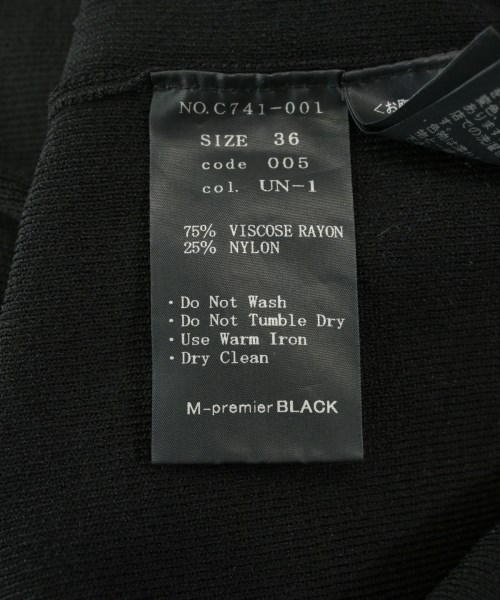 NO.C741-001
SIZE 36
code 005
col. UN-1
75% VISCOSE RAYON
25% NYLON
・Do Not Wash
・Do Not Tumble Dry
・Use Warm Iron
・Dry Clean
M-premier BLACK